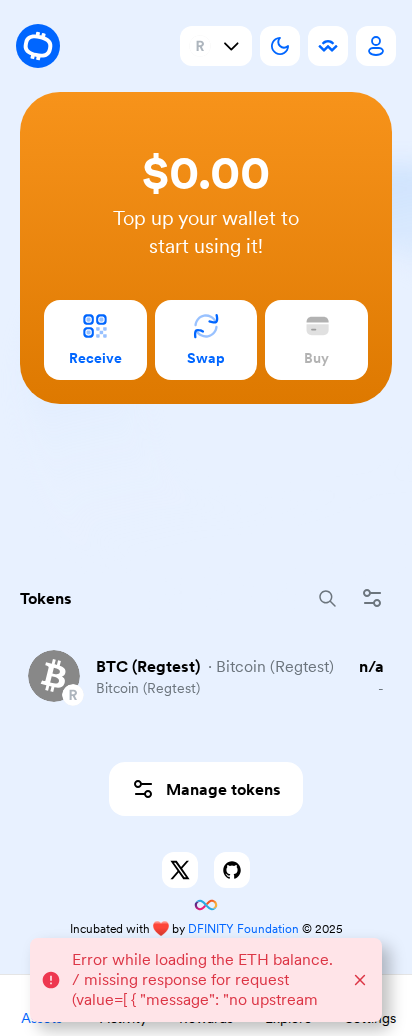 R
$0.00
Top up your wallet to
start using it!
Receive
Swap
Buy
Tokens
BTC (Regtest) · Bitcoin (Regtest)
n/a
Bitcoin (Regtest)
-
R
Manage tokens
Incubated with ❤️ by DFINITY Foundation © 2025
Error while loading the ETH balance.
/ missing response for request
(value=[ { "message": "no upstream
Assets
Activity
Rewards
Explore
Settings